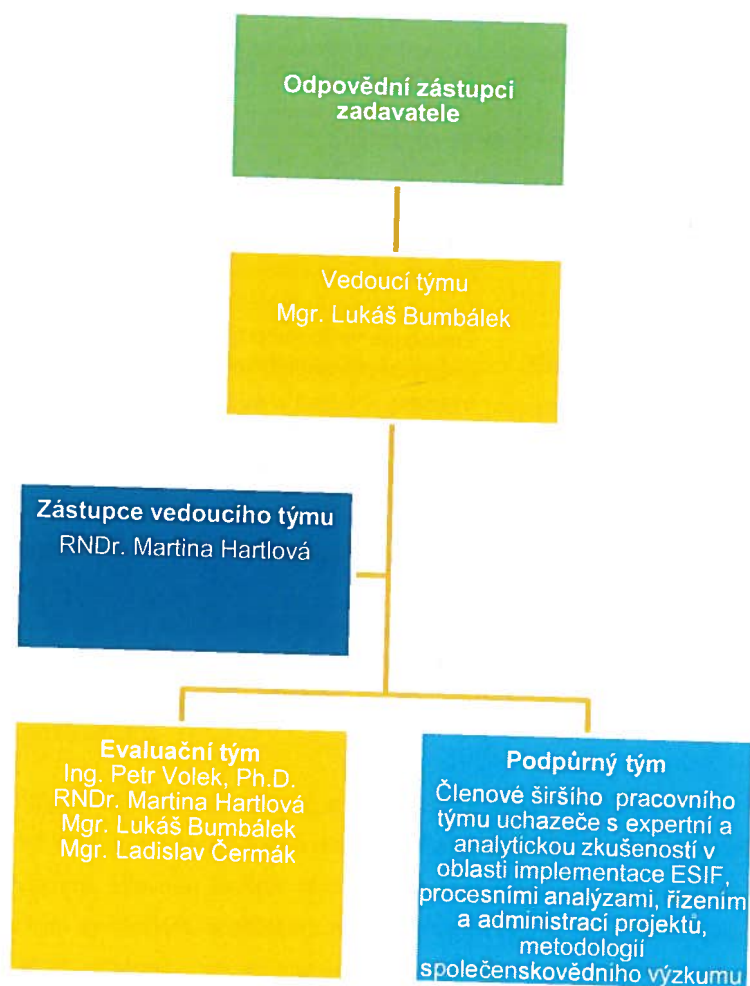 Odpovědní zástupci
zadavatele
Vedoucí týmu
Mgr. Lukáš Bumbálek
Zástupce vedoucího týmu
RNDr. Martina Hartlová
Evaluační tým
Ing. Petr Volek, Ph.D.
RNDr. Martina Hartlová
Mgr. Lukáš Bumbálek
Mgr. Ladislav Čermák
Podpůrný tým
Členové širšího pracovního
týmu uchazeče s expertní a
analytickou zkušeností v
oblasti implementace ESIF,
procesními analýzami, řízením
a administrací projektů,
metodologií
společenskovědního výzkumu